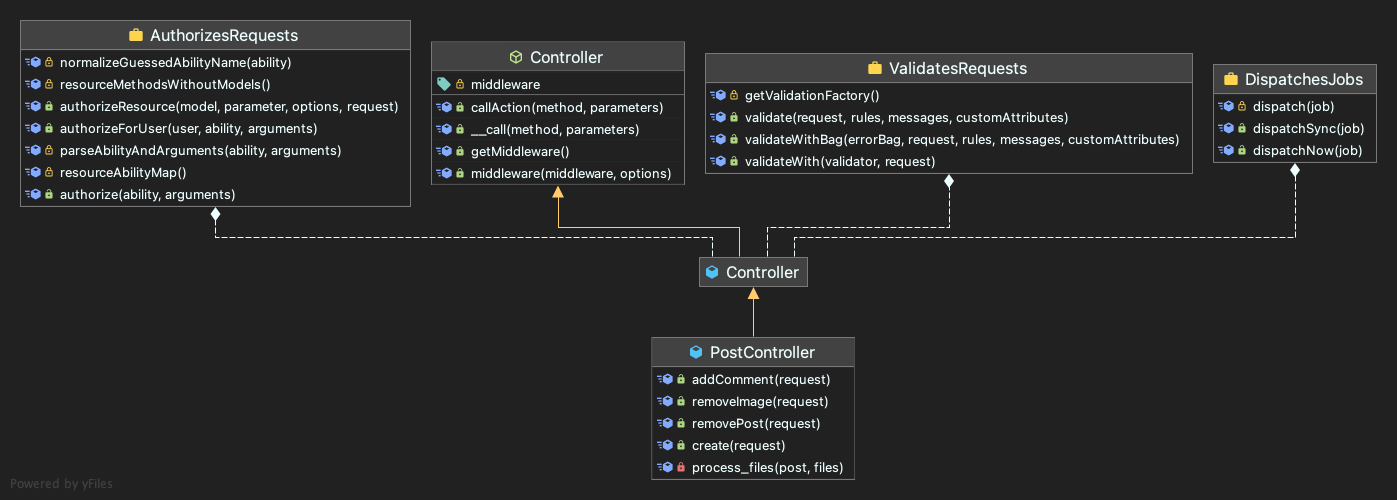 AuthorizesRequests
normalizeGuessedAbilityName(ability)
resourceMethodsWithoutModels()
authorizeResource(model, parameter, options, request)
authorizeForUser(user, ability, arguments)
parseAbilityAndArguments(ability, arguments)
resourceAbilityMap()
authorize(ability, arguments)
Controller
middleware
callAction(method, parameters)
__call(method, parameters)
getMiddleware()
middleware(middleware, options)
ValidatesRequests
getValidationFactory()
validate(request, rules, messages, customAttributes)
validateWithBag(errorBag, request, rules, messages, customAttributes)
validateWith(validator, request)
DispatchesJobs
dispatch(job)
dispatchSync(job)
dispatchNow(job)
Controller
PostController
addComment(request)
removeImage(request)
removePost(request)
create(request)
process_files(post, files)
Powered by yFiles